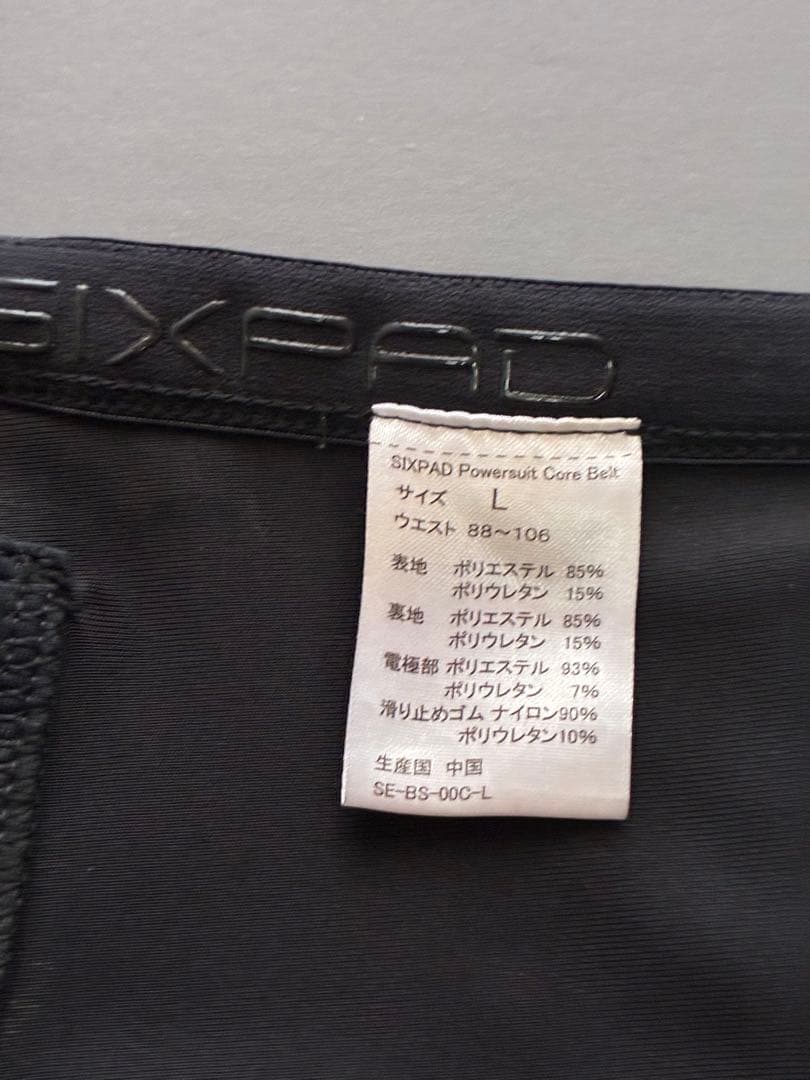 SIXPAD
SIXPAD Powersuit Core Belt
サイズ L
ウエスト 88～106
表地 ポリエステル 85%
ポリウレタン 15%
裏地 ポリエステル 85%
ポリウレタン 15%
電極部 ポリエステル 93%
ポリウレタン 7%
滑り止めゴム ナイロン90%
ポリウレタン10%
生産国 中国
SE-BS-00C-L